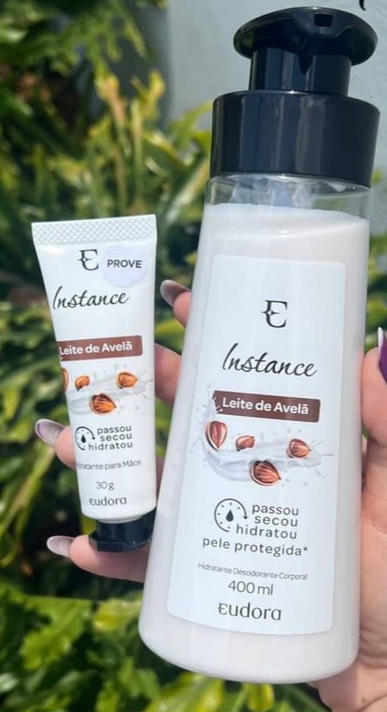 E
PROVE
Instance
Leite de Avelã
passou
secou
hidratou
Hidratante para Mãos
30 g
eudora
E
Instance
Leite de Avelã
passou
secou
hidratou
pele protegida*
Hidratante Desodorante Corporal
400 ml
eudora